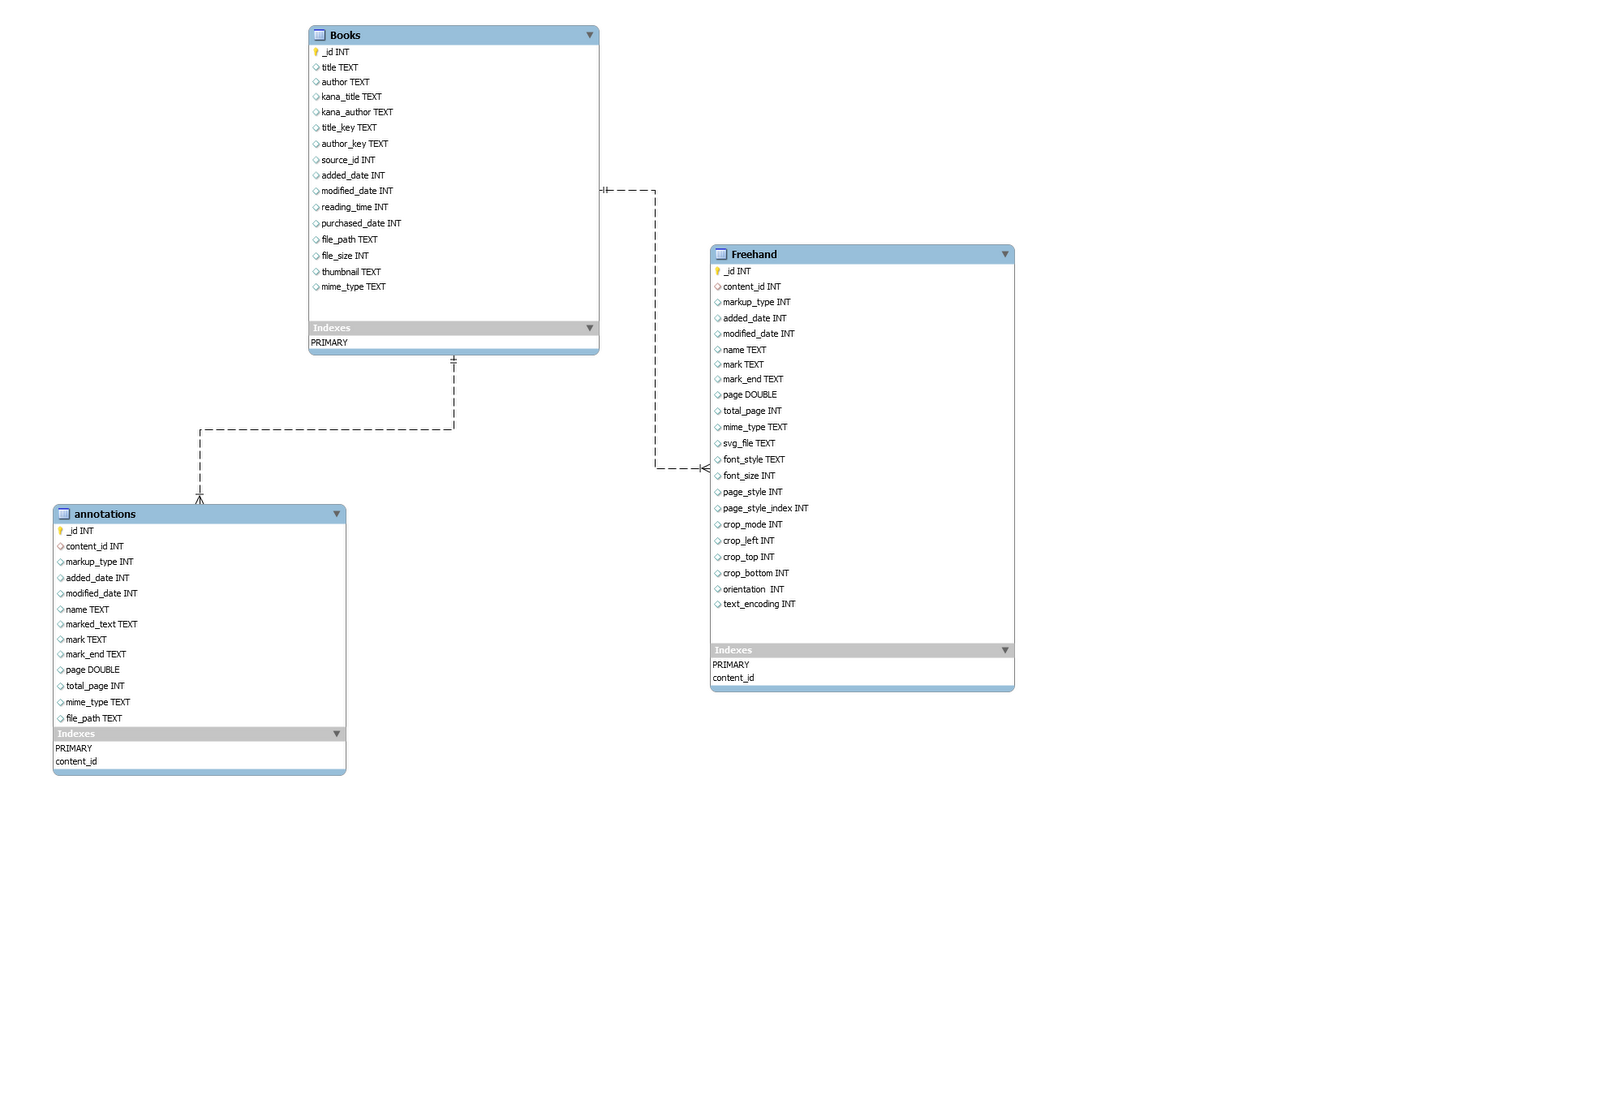 Books
_id INT
title TEXT
author TEXT
kana_title TEXT
kana_author TEXT
title_key TEXT
author_key TEXT
source_id INT
added_date INT
modified_date INT
reading_time INT
purchased_date INT
file_path TEXT
file_size INT
thumbnail TEXT
mime_type TEXT
Indexes
PRIMARY
Freehand
_id INT
content_id INT
markup_type INT
added_date INT
modified_date INT
name TEXT
mark TEXT
mark_end TEXT
page DOUBLE
total_page INT
mime_type TEXT
svg_file TEXT
font_style TEXT
font_size INT
page_style INT
page_style_index INT
crop_mode INT
crop_left INT
crop_top INT
crop_bottom INT
orientation INT
text_encoding INT
Indexes
PRIMARY
content_id
annotations
_id INT
content_id INT
markup_type INT
added_date INT
modified_date INT
name TEXT
marked_text TEXT
mark TEXT
mark_end TEXT
page DOUBLE
total_page INT
mime_type TEXT
file_path TEXT
Indexes
PRIMARY
content_id